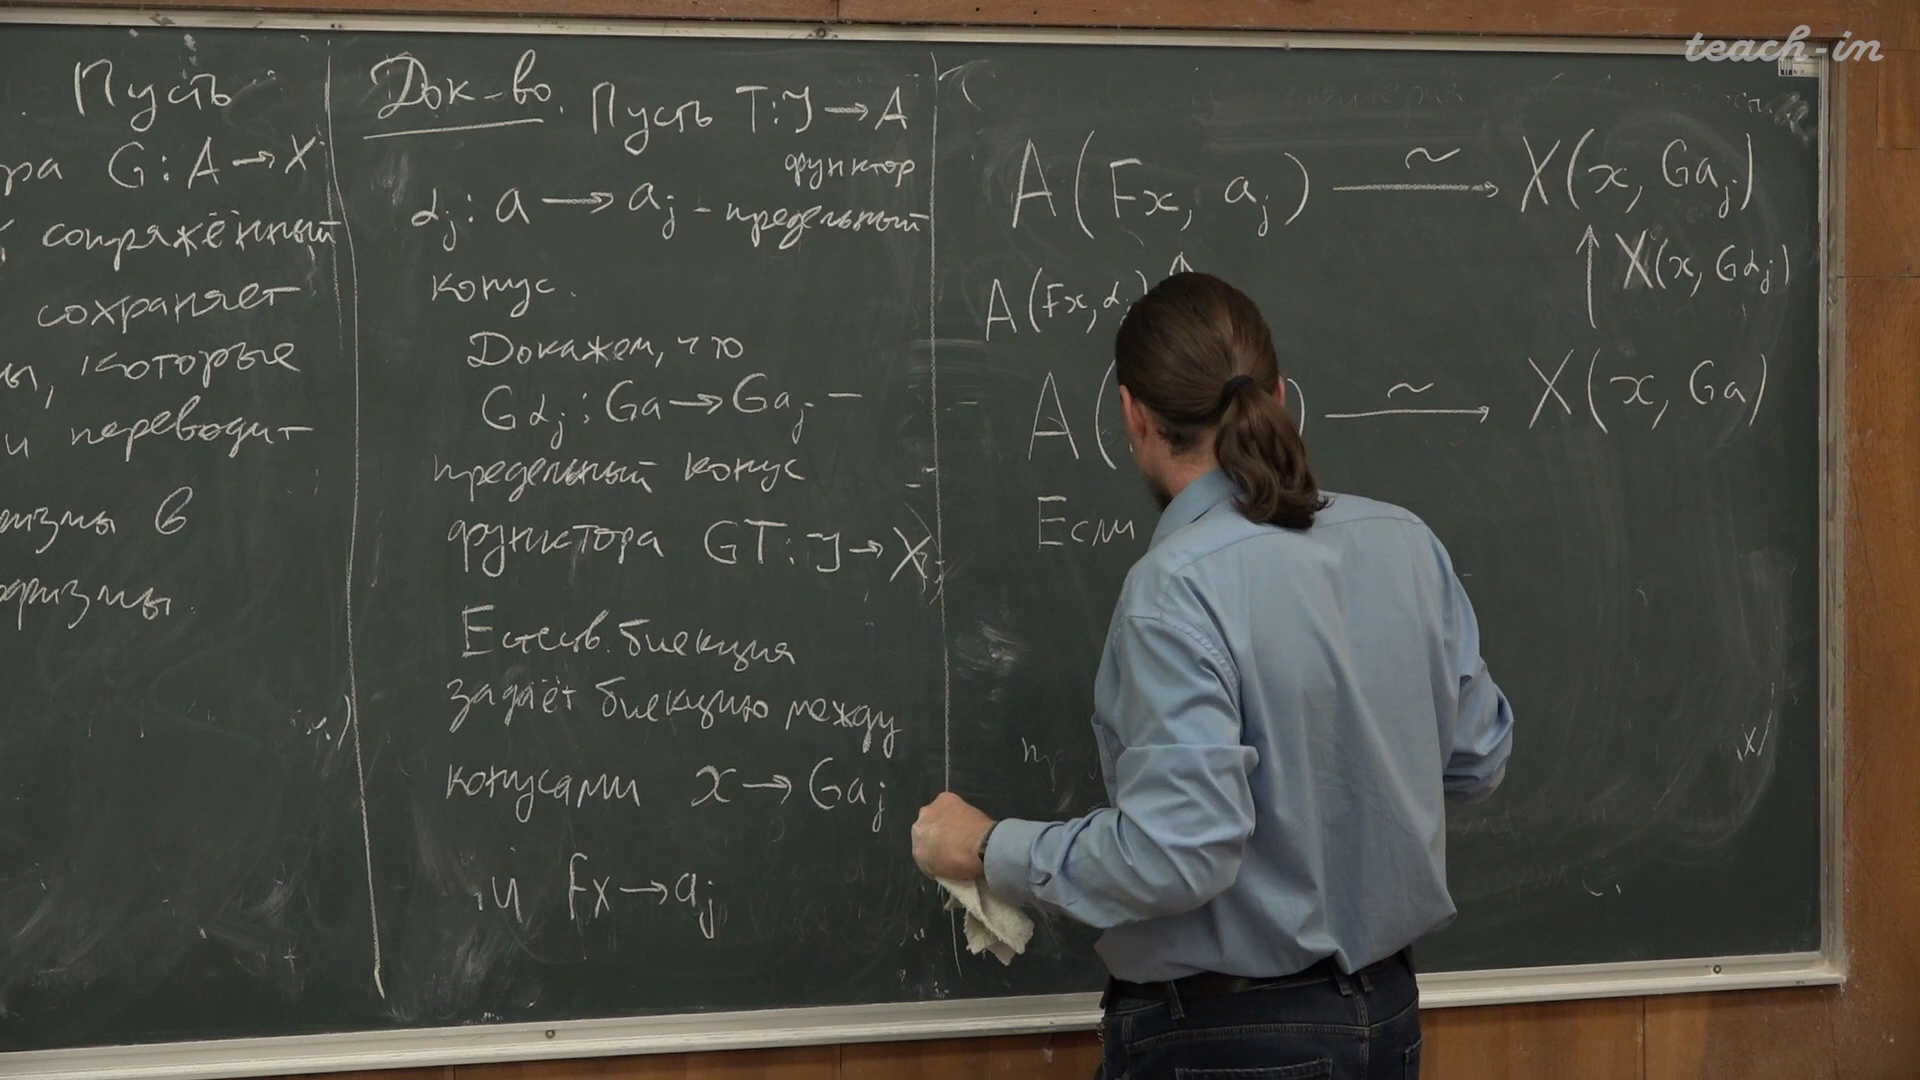 Пусть
G: A → X
сопряжённый
сохраняет
которые
и переводит
в
Док-во. Пусть T: J → A
функтор
αj: a → aj – предельный
конус.
Докажем, что
Gαj: Ga → Gaj –
предельный конус
функтора GT: J → X.
Естеств. биекция
задаёт биекцию между
конусами x → Gaj
и Fx → aj
A(Fx, aj) ⥲ X(x, Gaj)
A(Fx, αj) ↑ ↑ X(x, Gαj)
A( ) ⥲ X(x, Ga)
Если
teach-in